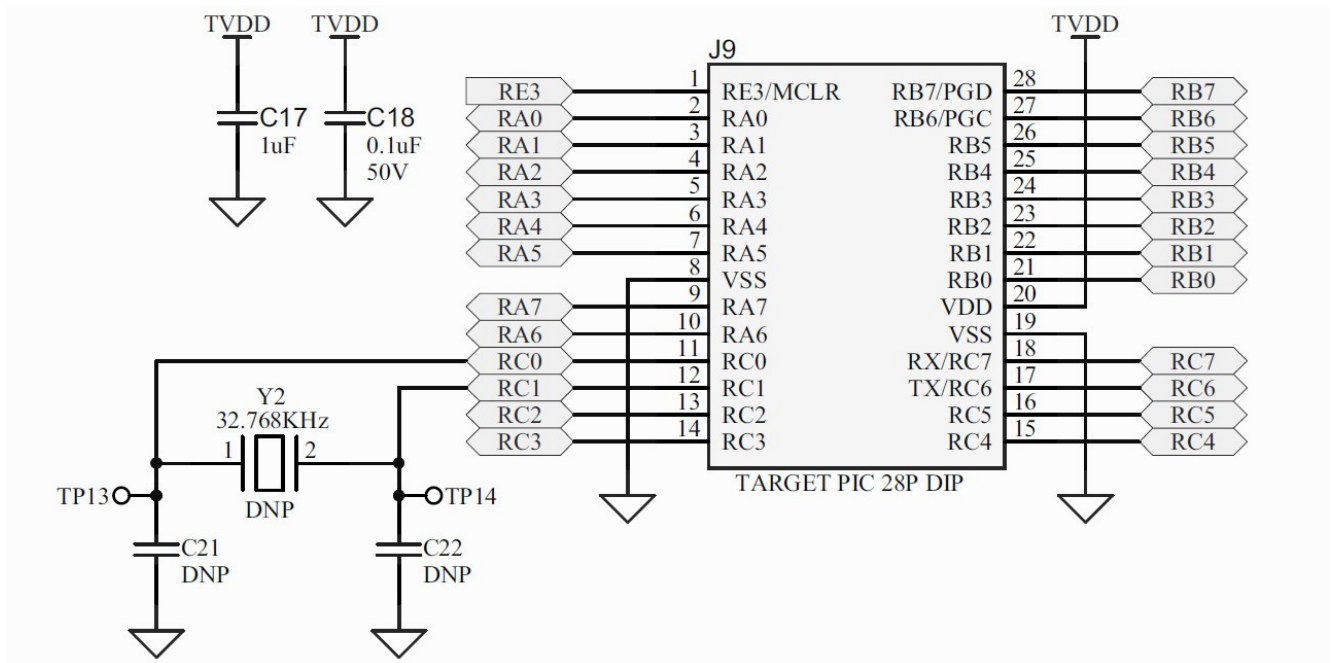 TVDD
TVDD
C17
1uF
C18
0.1uF
50V
J9
TVDD
RE3 1 RE3/MCLR RB7/PGD 28 RB7
RA0 2 RA0 RB6/PGC 27 RB6
RA1 3 RA1 RB5 26 RB5
RA2 4 RA2 RB4 25 RB4
RA3 5 RA3 RB3 24 RB3
RA4 6 RA4 RB2 23 RB2
RA5 7 RA5 RB1 22 RB1
8 VSS RB0 21 RB0
RA7 9 RA7 VDD 20
RA6 10 RA6 VSS 19
RC0 11 RC0 RX/RC7 18 RC7
RC1 12 RC1 TX/RC6 17 RC6
RC2 13 RC2 RC5 16 RC5
RC3 14 RC3 RC4 15 RC4
TARGET PIC 28P DIP
Y2
32.768KHz
1 2
DNP
TP13
TP14
C21
DNP
C22
DNP